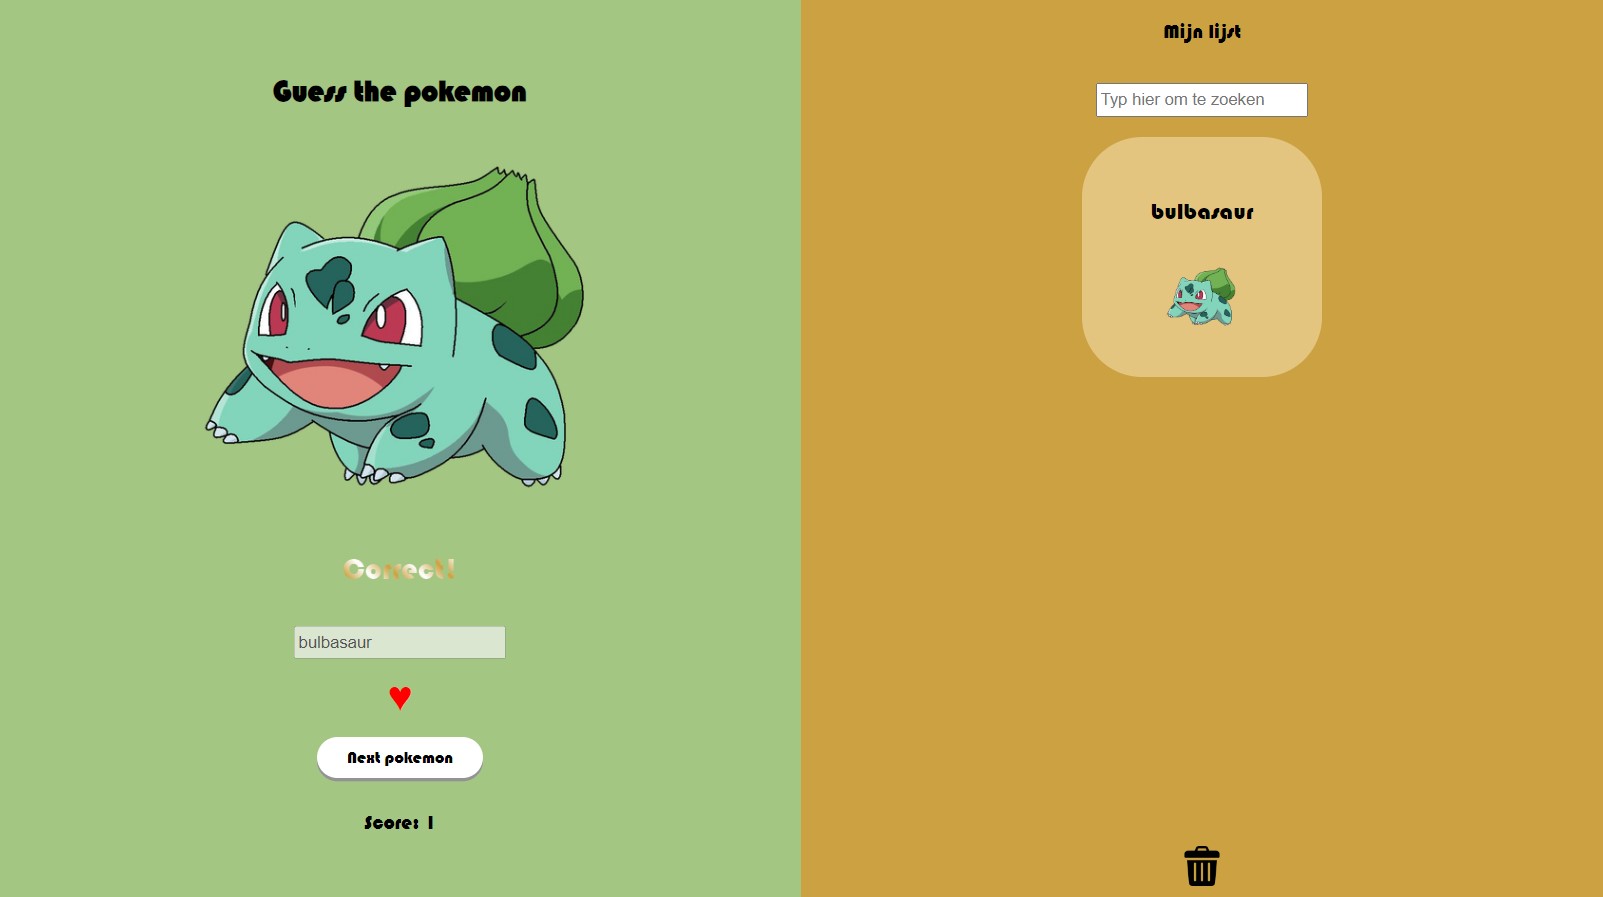 Guess the pokemon
Correct!
bulbasaur
Next pokemon
Score: 1
Mijn lijst
Typ hier om te zoeken
bulbasaur